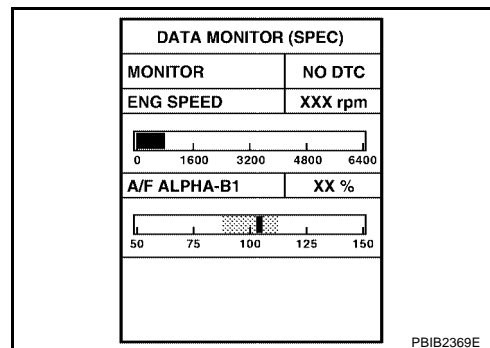 DATA MONITOR (SPEC)
MONITOR NO DTC
ENG SPEED XXX rpm
0 1600 3200 4800 6400
A/F ALPHA-B1 XX %
50 75 100 125 150
PBIB2369E